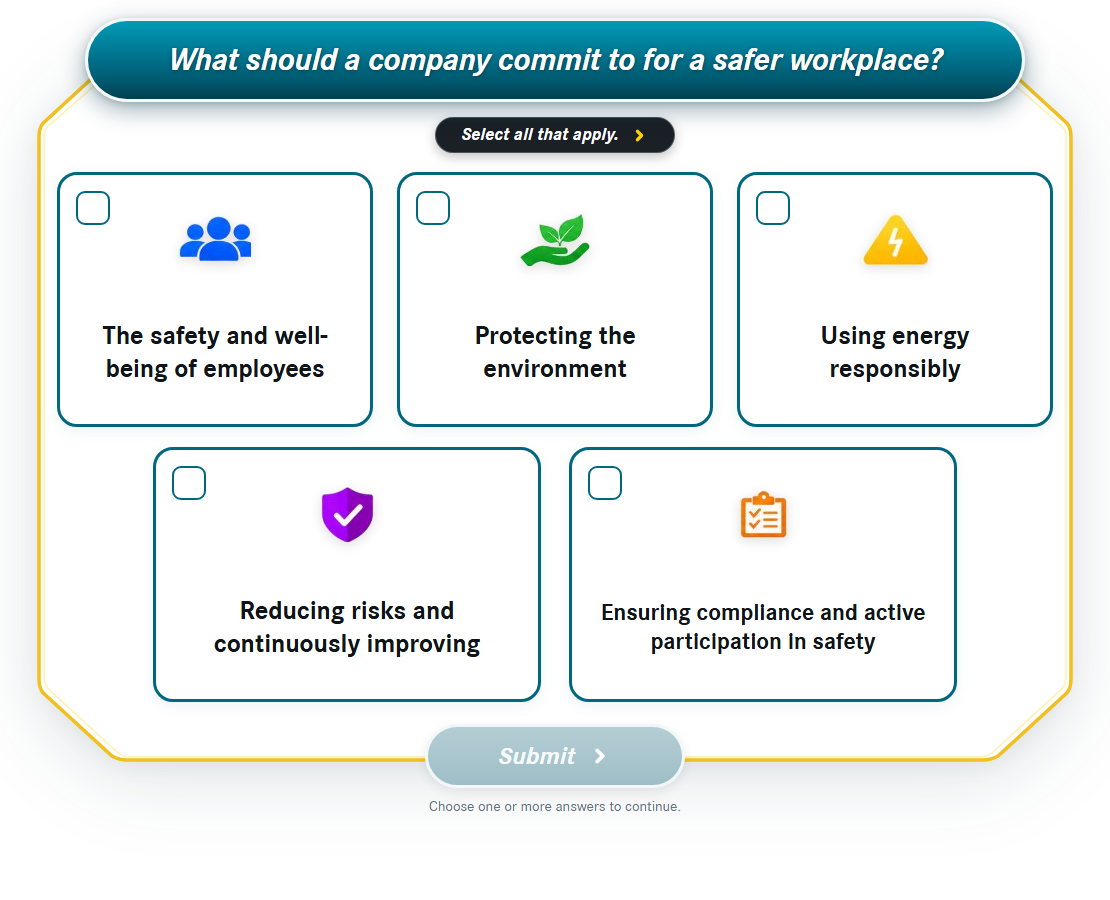 What should a company commit to for a safer workplace?
Select all that apply.
The safety and well-
being of employees
Protecting the
environment
Using energy
responsibly
Reducing risks and
continuously improving
Ensuring compliance and active
participation in safety
Submit
Choose one or more answers to continue.